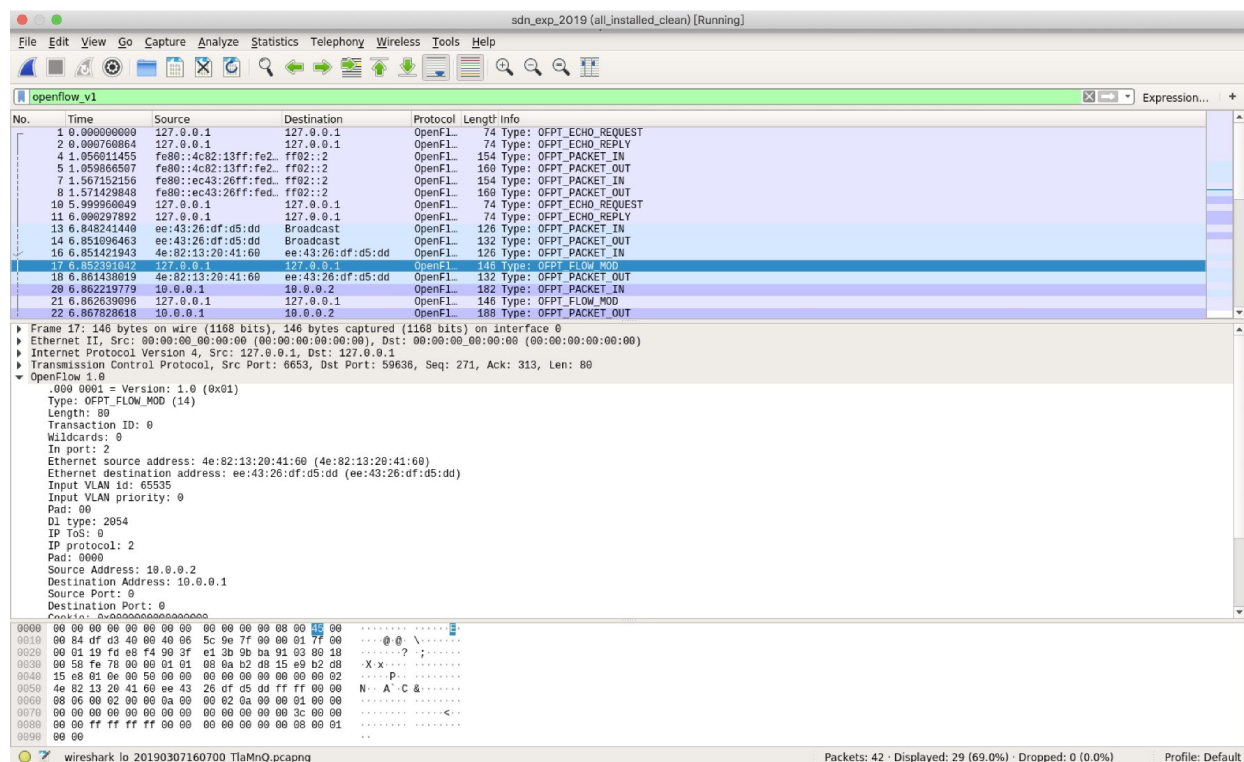 sdn_exp_2019 (all_installed_clean) [Running]
File Edit View Go Capture Analyze Statistics Telephony Wireless Tools Help
openflow_v1 Expression... +
No. Time Source Destination Protocol Length Info
1 0.000000000 127.0.0.1 127.0.0.1 OpenFl… 74 Type: OFPT_ECHO_REQUEST
2 0.000760864 127.0.0.1 127.0.0.1 OpenFl… 74 Type: OFPT_ECHO_REPLY
4 1.056011455 fe80::4c82:13ff:fe2… ff02::2 OpenFl… 154 Type: OFPT_PACKET_IN
5 1.059866507 fe80::4c82:13ff:fe2… ff02::2 OpenFl… 160 Type: OFPT_PACKET_OUT
7 1.567152156 fe80::ec43:26ff:fed… ff02::2 OpenFl… 154 Type: OFPT_PACKET_IN
8 1.571429848 fe80::ec43:26ff:fed… ff02::2 OpenFl… 160 Type: OFPT_PACKET_OUT
10 5.999960049 127.0.0.1 127.0.0.1 OpenFl… 74 Type: OFPT_ECHO_REQUEST
11 6.000297892 127.0.0.1 127.0.0.1 OpenFl… 74 Type: OFPT_ECHO_REPLY
13 6.848241440 ee:43:26:df:d5:dd Broadcast OpenFl… 126 Type: OFPT_PACKET_IN
14 6.851096463 ee:43:26:df:d5:dd Broadcast OpenFl… 132 Type: OFPT_PACKET_OUT
16 6.851421943 4e:82:13:20:41:60 ee:43:26:df:d5:dd OpenFl… 126 Type: OFPT_PACKET_IN
17 6.852391042 127.0.0.1 127.0.0.1 OpenFl… 146 Type: OFPT_FLOW_MOD
18 6.861438019 4e:82:13:20:41:60 ee:43:26:df:d5:dd OpenFl… 132 Type: OFPT_PACKET_OUT
20 6.862219779 10.0.0.1 10.0.0.2 OpenFl… 182 Type: OFPT_PACKET_IN
21 6.862639096 127.0.0.1 127.0.0.1 OpenFl… 146 Type: OFPT_FLOW_MOD
22 6.867828618 10.0.0.1 10.0.0.2 OpenFl… 188 Type: OFPT_PACKET_OUT
Frame 17: 146 bytes on wire (1168 bits), 146 bytes captured (1168 bits) on interface 0
Ethernet II, Src: 00:00:00_00:00:00 (00:00:00:00:00:00), Dst: 00:00:00_00:00:00 (00:00:00:00:00:00)
Internet Protocol Version 4, Src: 127.0.0.1, Dst: 127.0.0.1
Transmission Control Protocol, Src Port: 6653, Dst Port: 59636, Seq: 271, Ack: 313, Len: 80
OpenFlow 1.0
.000 0001 = Version: 1.0 (0x01)
Type: OFPT_FLOW_MOD (14)
Length: 80
Transaction ID: 0
Wildcards: 0
In port: 2
Ethernet source address: 4e:82:13:20:41:60 (4e:82:13:20:41:60)
Ethernet destination address: ee:43:26:df:d5:dd (ee:43:26:df:d5:dd)
Input VLAN id: 65535
Input VLAN priority: 0
Pad: 00
Dl type: 2054
IP ToS: 0
IP protocol: 2
Pad: 0000
Source Address: 10.0.0.2
Destination Address: 10.0.0.1
Source Port: 0
Destination Port: 0
Cookie: 0x0000000000000000
0000 00 00 00 00 00 00 00 00 00 00 00 00 08 00 45 00 ········ ······E·
0010 00 84 df d3 40 00 40 06 5c 9e 7f 00 00 01 7f 00 ····@·@· \·······
0020 00 01 19 fd e8 f4 90 3f e1 3b 9b ba 91 03 80 18 ·······? ·;······
0030 00 58 fe 78 00 00 01 01 08 0a b2 d8 15 e9 b2 d8 ·X·x···· ········
0040 15 e8 01 0e 00 50 00 00 00 00 00 00 00 00 00 02 ·····P·· ········
0050 4e 82 13 20 41 60 ee 43 26 df d5 dd ff ff 00 00 N·· A`·C &·······
0060 08 06 00 02 00 00 0a 00 00 02 0a 00 00 01 00 00 ········ ········
0070 00 00 00 00 00 00 00 00 00 00 00 00 00 3c 00 00 ········ ·····<··
0080 00 00 ff ff ff ff 00 00 00 00 00 00 00 08 00 01 ········ ········
0090 00 00 ··
wireshark_lo_20190307160700_TlaMnQ.pcapng Packets: 42 · Displayed: 29 (69.0%) · Dropped: 0 (0.0%) Profile: Default